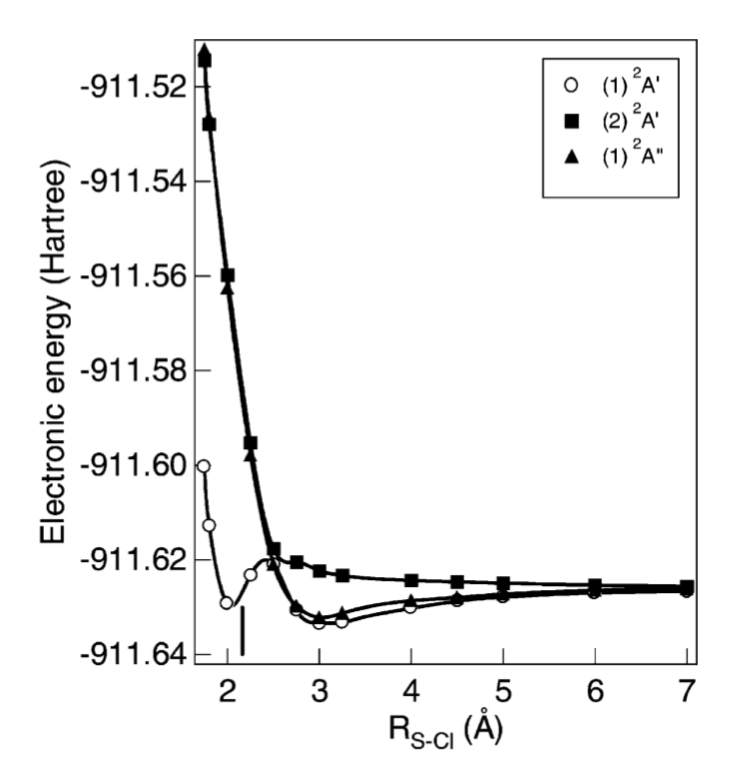 -911.52
-911.54
-911.56
-911.58
-911.60
-911.62
-911.64
Electronic energy (Hartree)
(1) ²A'
(2) ²A'
(1) ²A"
2 3 4 5 6 7
R_S-Cl (Å)